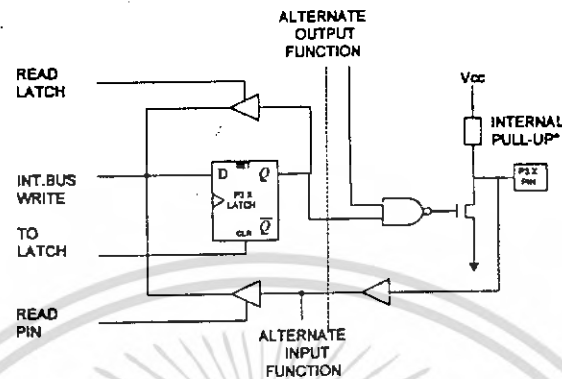 ALTERNATE
OUTPUT
FUNCTION
READ
LATCH
Vcc
INTERNAL
PULL-UP*
INT.BUS
WRITE
D
Q
P3 X
LATCH
CLR
Q
P3 X
PIN
TO
LATCH
READ
PIN
ALTERNATE
INPUT
FUNCTION